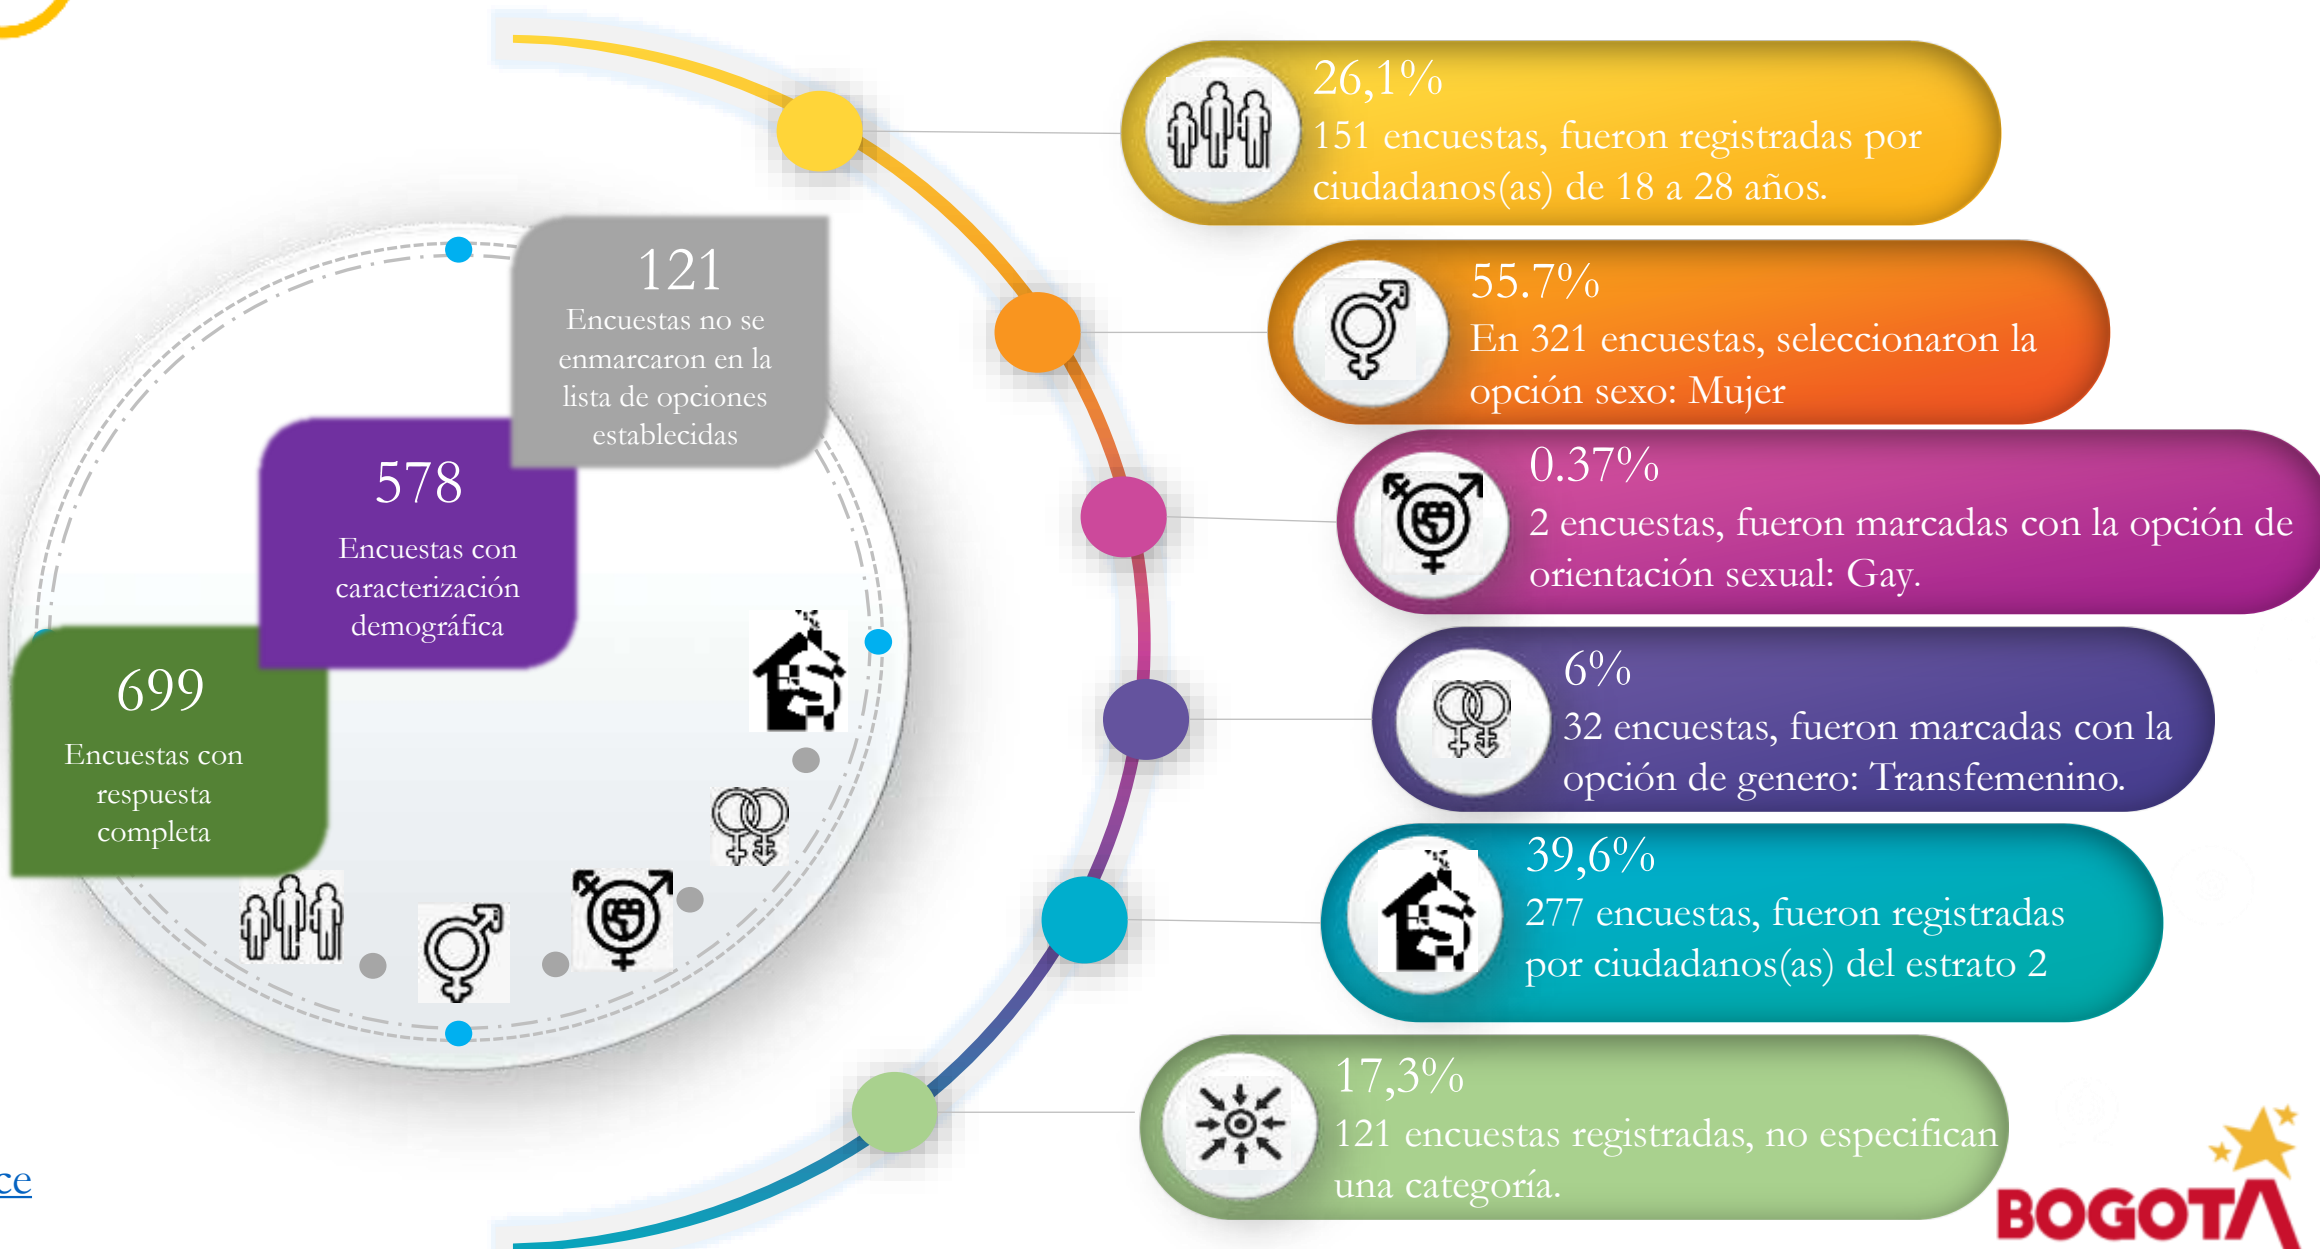 121
Encuestas no se
enmarcaron en la
lista de opciones
establecidas
578
Encuestas con
caracterización
demográfica
699
Encuestas con
respuesta
completa
26,1%
151 encuestas, fueron registradas por
ciudadanos(as) de 18 a 28 años.
55.7%
En 321 encuestas, seleccionaron la
opción sexo: Mujer
0.37%
2 encuestas, fueron marcadas con la opción de
orientación sexual: Gay.
6%
32 encuestas, fueron marcadas con la
opción de genero: Transfemenino.
39,6%
277 encuestas, fueron registradas
por ciudadanos(as) del estrato 2
17,3%
121 encuestas registradas, no especifican
una categoría.
ce
BOGOTA